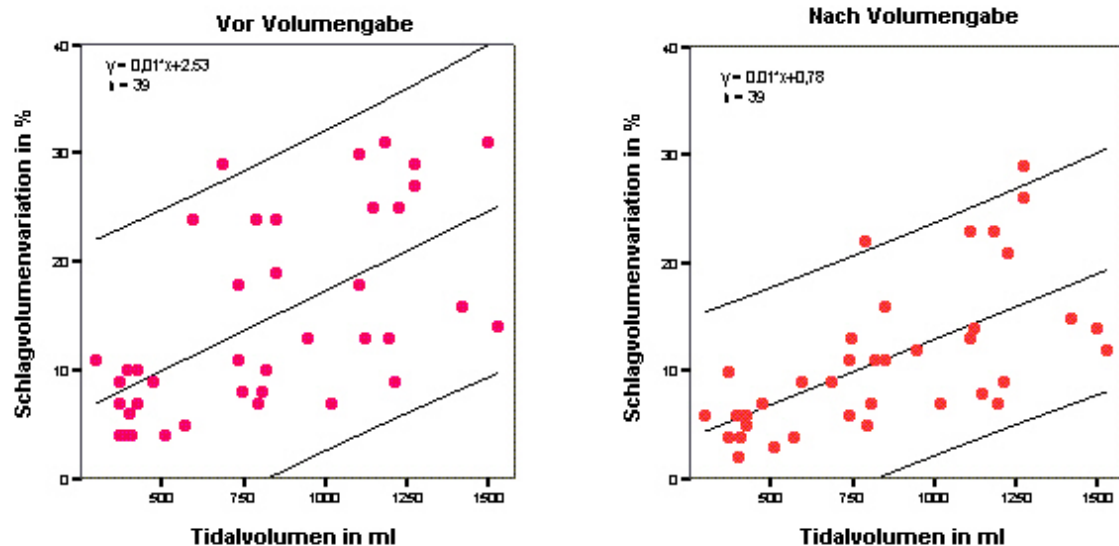 Vor Volumengabe
Schlagvolumenvariation in %
40
30
20
10
0
y = 0,01*x+2.53
n = 39
500
750
1000
1250
1500
Tidalvolumen in ml
Nach Volumengabe
Schlagvolumenvariation in %
40
30
20
10
0
y = 0.01*x+0,78
n = 39
500
750
1000
1250
1500
Tidalvolumen in ml